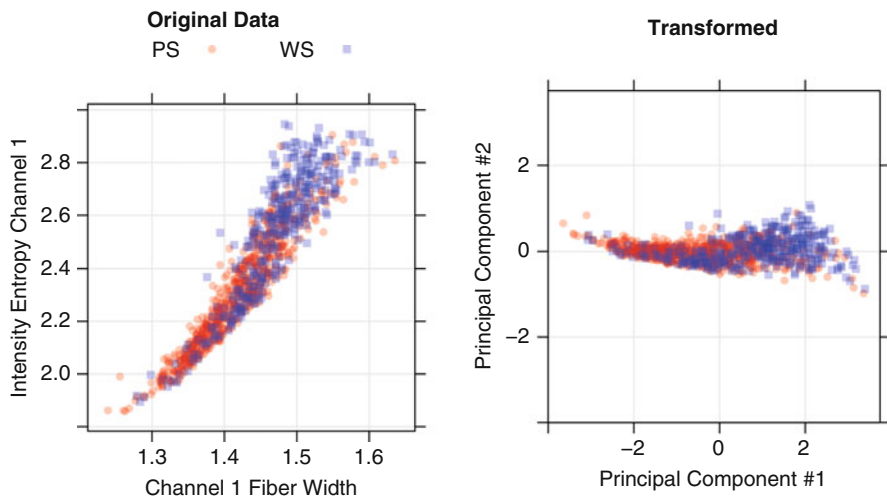 Original Data
PS WS
Intensity Entropy Channel 1
2.8
2.6
2.4
2.2
2.0
1.3 1.4 1.5 1.6
Channel 1 Fiber Width
Transformed
Principal Component #2
2
0
−2
−2 0 2
Principal Component #1